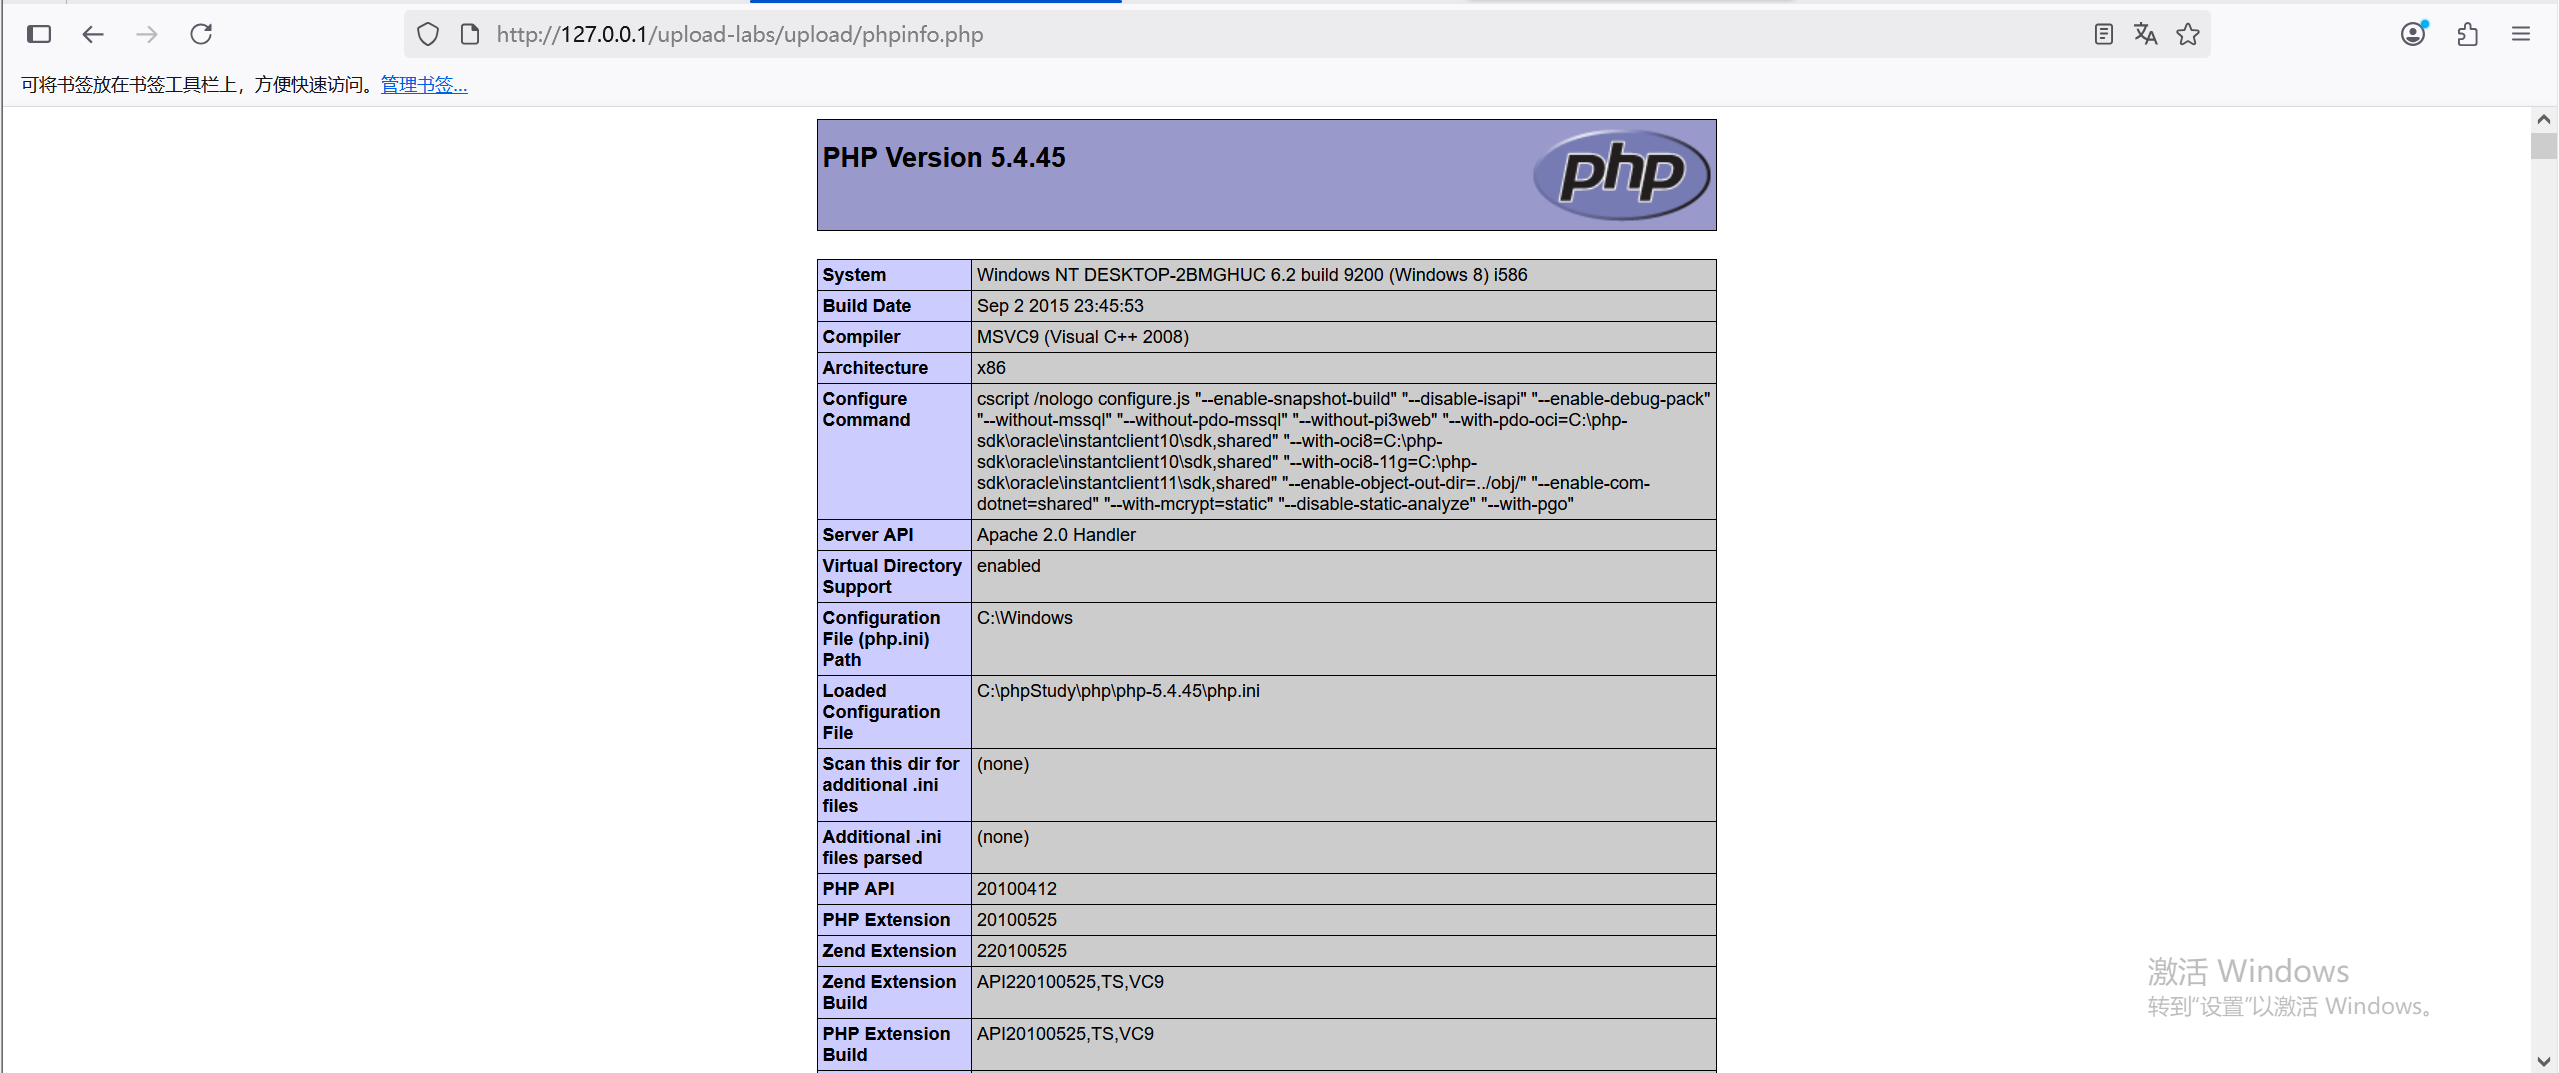 http://127.0.0.1/upload-labs/upload/phpinfo.php
可将书签放在书签工具栏上，方便快速访问。管理书签...
PHP Version 5.4.45
php
System Windows NT DESKTOP-2BMGHUC 6.2 build 9200 (Windows 8) i586
Build Date Sep 2 2015 23:45:53
Compiler MSVC9 (Visual C++ 2008)
Architecture x86
Configure Command
cscript /nologo configure.js "--enable-snapshot-build" "--disable-isapi" "--enable-debug-pack"
"--without-mssql" "--without-pdo-mssql" "--without-pi3web" "--with-pdo-oci=C:\php-
sdk\oracle\instantclient10\sdk,shared" "--with-oci8=C:\php-
sdk\oracle\instantclient10\sdk,shared" "--with-oci8-11g=C:\php-
sdk\oracle\instantclient11\sdk,shared" "--enable-object-out-dir=../obj/" "--enable-com-
dotnet=shared" "--with-mcrypt=static" "--disable-static-analyze" "--with-pgo"
Server API Apache 2.0 Handler
Virtual Directory
Support
enabled
Configuration
File (php.ini)
Path
C:\Windows
Loaded
Configuration
File
C:\phpStudy\php\php-5.4.45\php.ini
Scan this dir for
additional .ini
files
(none)
Additional .ini
files parsed
(none)
PHP API 20100412
PHP Extension 20100525
Zend Extension 220100525
Zend Extension
Build
API220100525,TS,VC9
PHP Extension
Build
API20100525,TS,VC9
激活 Windows
转到"设置"以激活 Windows。